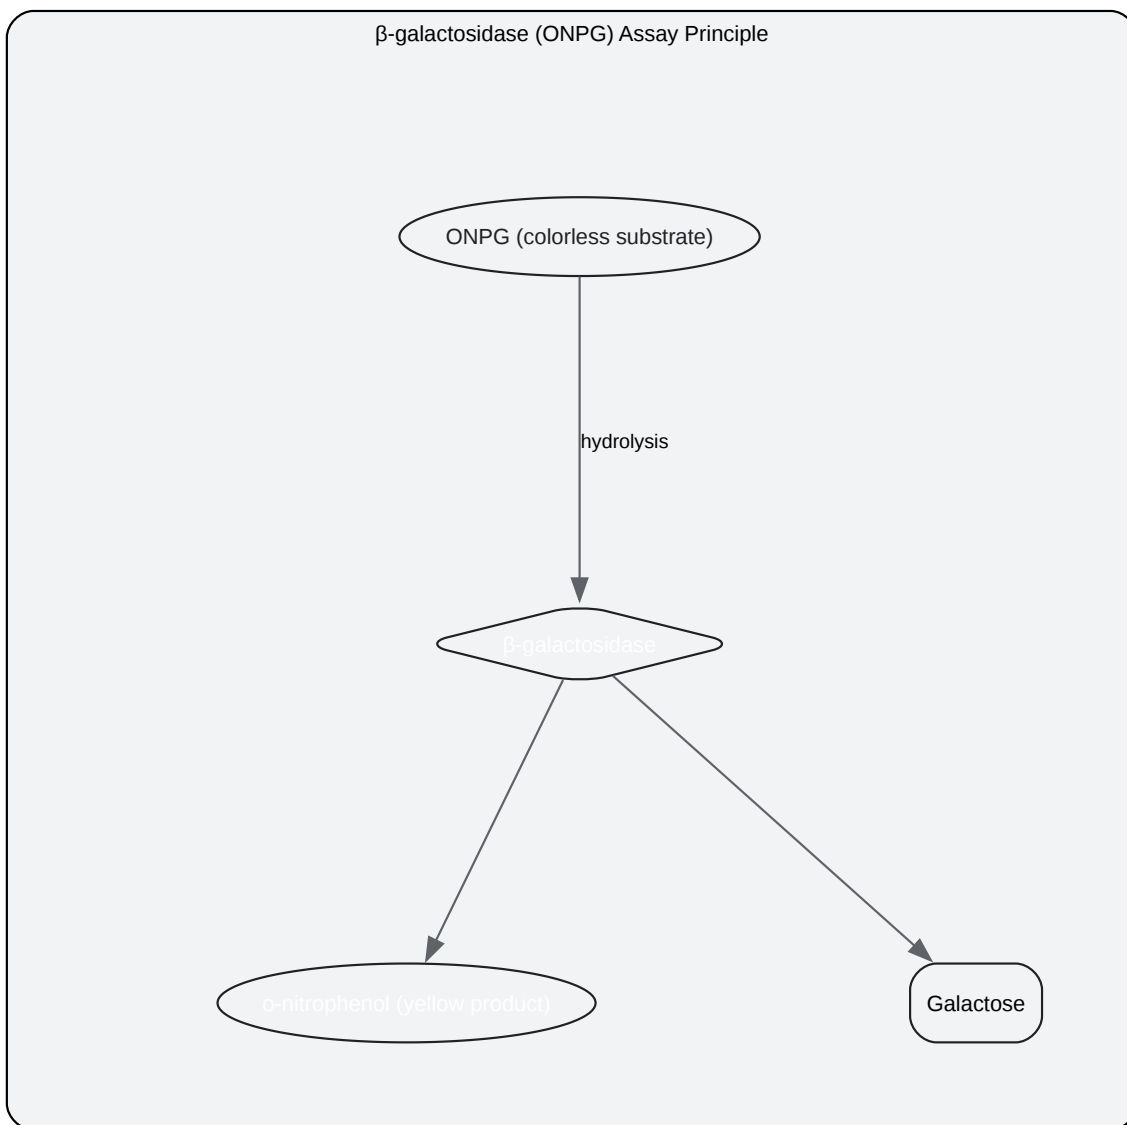 β-galactosidase (ONPG) Assay Principle
ONPG (colorless substrate)
hydrolysis
β-galactosidase
o-nitrophenol (yellow product)
Galactose